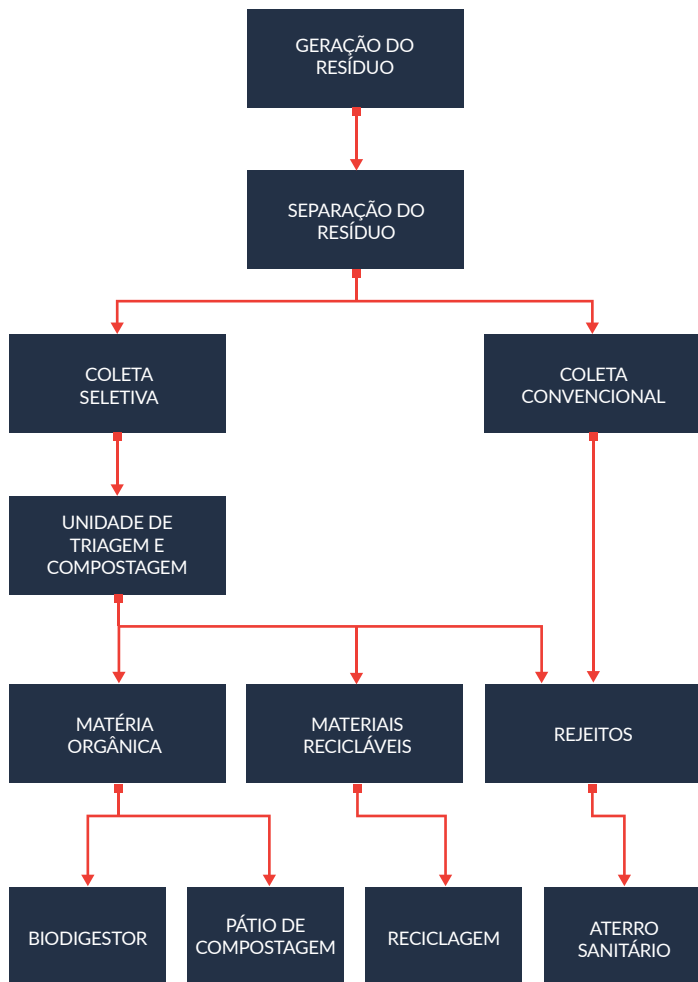 GERAÇÃO DO
RESÍDUO
SEPARAÇÃO DO
RESÍDUO
COLETA
SELETIVA
COLETA
CONVENCIONAL
UNIDADE DE
TRIAGEM E
COMPOSTAGEM
MATÉRIA
ORGÂNICA
MATERIAIS
RECICLÁVEIS
REJEITOS
BIODIGESTOR
PÁTIO DE
COMPOSTAGEM
RECICLAGEM
ATERRO
SANITÁRIO